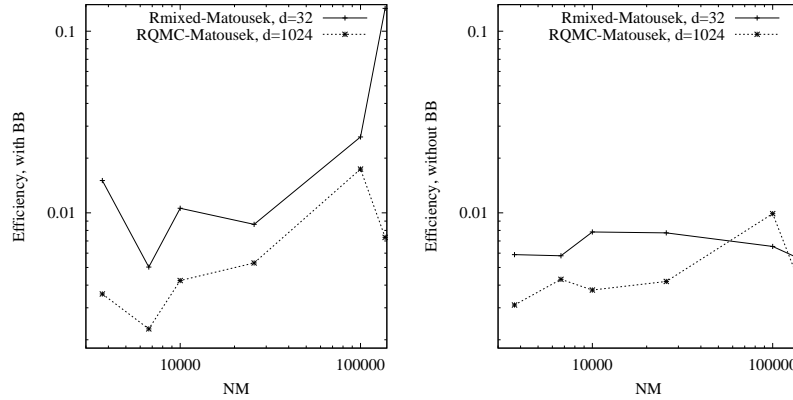 Efficiency, with BB
0.1
0.01
10000
100000
NM
Rmixed-Matousek, d=32
RQMC-Matousek, d=1024
Efficiency, without BB
0.1
0.01
10000
100000
NM
Rmixed-Matousek, d=32
RQMC-Matousek, d=1024